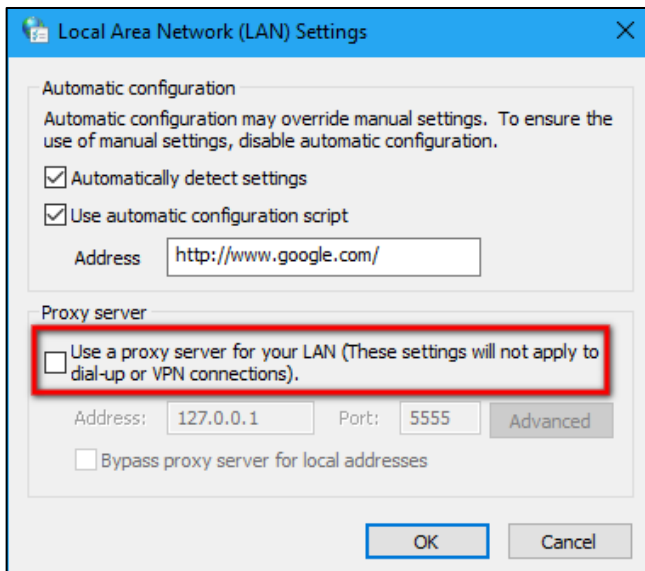 Local Area Network (LAN) Settings
Automatic configuration
Automatic configuration may override manual settings. To ensure the
use of manual settings, disable automatic configuration.
Automatically detect settings
Use automatic configuration script
Address http://www.google.com/
Proxy server
Use a proxy server for your LAN (These settings will not apply to
dial-up or VPN connections).
Address: 127.0.0.1 Port: 5555 Advanced
Bypass proxy server for local addresses
OK Cancel